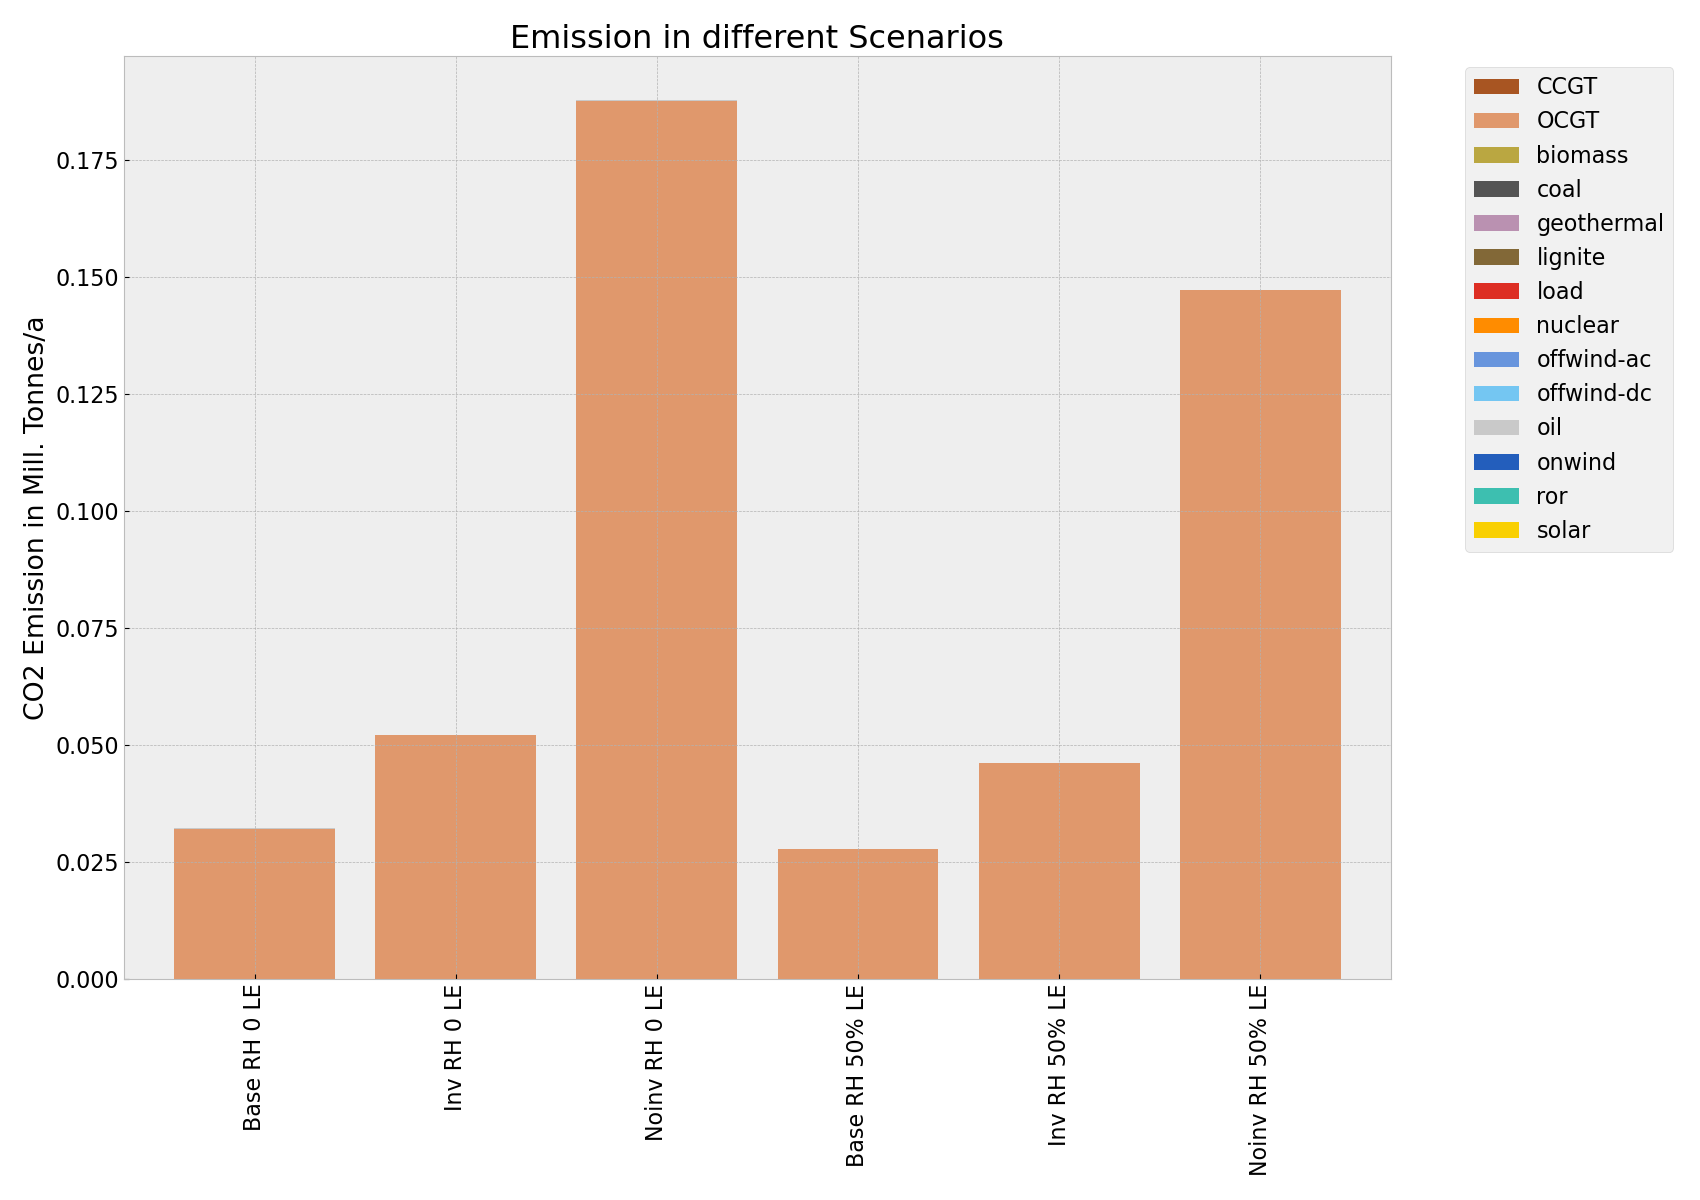 Emission in different Scenarios
CO2 Emission in Mill. Tonnes/a
0.175
0.150
0.125
0.100
0.075
0.050
0.025
0.000
Base RH 0 LE
Inv RH 0 LE
Noinv RH 0 LE
Base RH 50% LE
Inv RH 50% LE
Noinv RH 50% LE
CCGT
OCGT
biomass
coal
geothermal
lignite
load
nuclear
offwind-ac
offwind-dc
oil
onwind
ror
solar